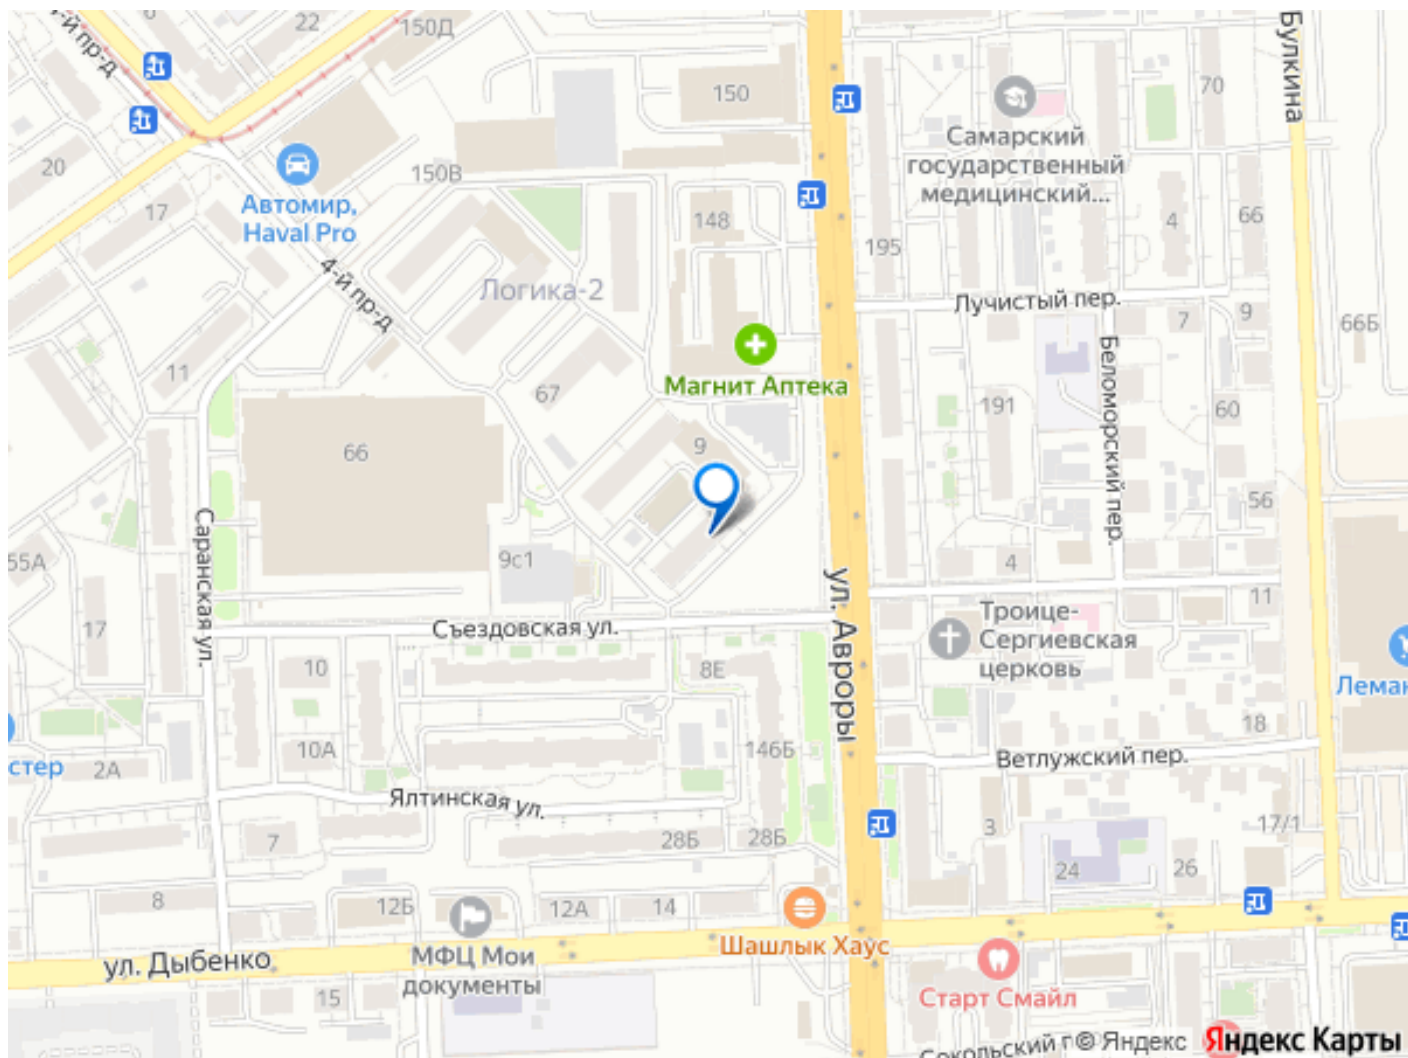 22
150Д
4-й пр-д
Булкина
150
70
20
Самарский
государственный
медицинский...
150В
Автомир,
Haval Pro
17
148
4
66
195
4-й пр-д
Логика-2
Лучистый пер.
7
9
66Б
Беломорский пер.
11
67
Магнит Аптека
191
60
66
9
56
Саранская ул.
55А
9с1
4
ул. Авроры
11
Троице-
Сергиевская
церковь
17
Съездовская ул.
10
8Е
Леман
18
10А
146Б
Ветлужский пер.
стер
2А
Ялтинская ул.
7
28Б
28Б
3
17/1
24
26
8
12Б
12А
14
Шашлык Хаус
ул. Дыбенко
МФЦ Мои
документы
15
Старт Смайл
Сокольский п
© Яндекс
Яндекс Карты